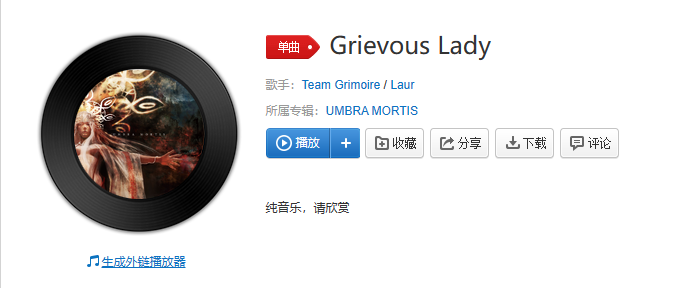 单曲 Grievous Lady
歌手：Team Grimoire / Laur
所属专辑：UMBRA MORTIS
播放 + 收藏 分享 下载 评论
纯音乐，请欣赏
生成外链播放器
UMBRA MORTIS